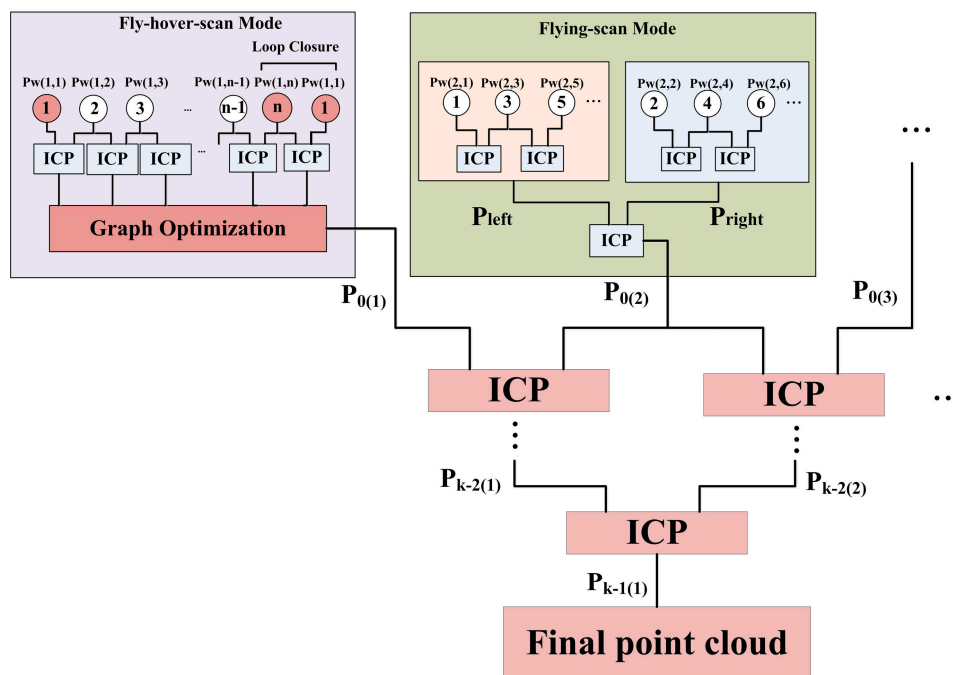 Fly-hover-scan Mode
Loop Closure
Pw(1,1) Pw(1,2) Pw(1,3) Pw(1,n-1) Pw(1,n) Pw(1,1)
1 2 3 ... n-1 n 1
ICP ICP ICP ... ICP ICP
Graph Optimization
Flying-scan Mode
Pw(2,1) Pw(2,3) Pw(2,5)
1 3 5 ...
ICP ICP
Pw(2,2) Pw(2,4) Pw(2,6)
2 4 6 ...
ICP ICP
Pleft
Pright
ICP
...
P0(1)
P0(2)
P0(3)
ICP
ICP
..
Pk-2(1)
Pk-2(2)
ICP
Pk-1(1)
Final point cloud